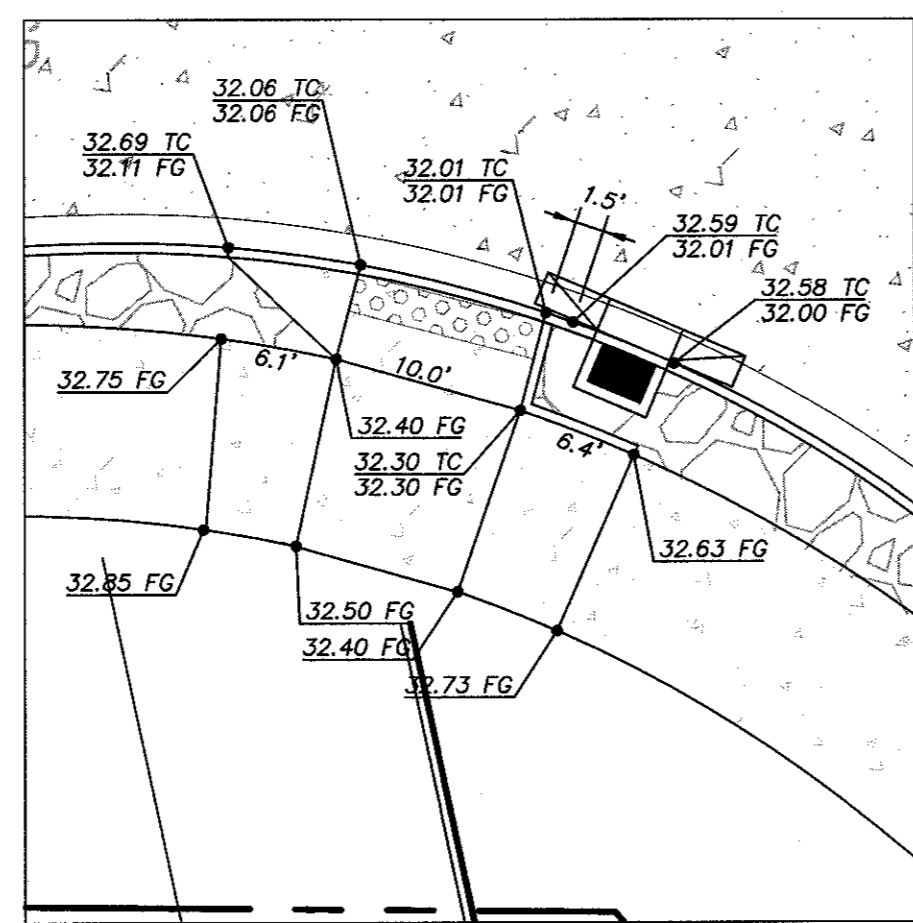 32.06 TC
32.06 FG
32.69 TC
32.11 FG
32.01 TC
32.01 FG
1.5'
32.59 TC
32.01 FG
32.58 TC
32.00 FG
6.1'
10.0'
32.75 FG
32.40 FG
32.30 TC
32.30 FG
6.4'
32.63 FG
32.85 FG
32.50 FG
32.40 FG
32.73 FG